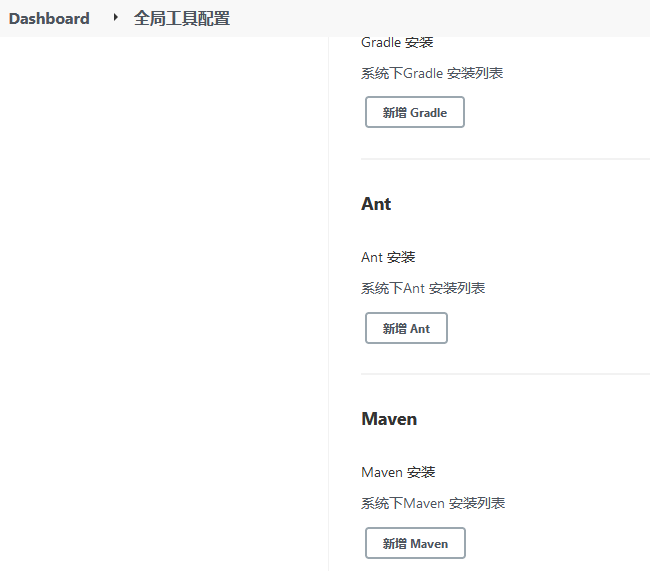 Dashboard 全局工具配置
Gradle 安装
系统下Gradle 安装列表
新增 Gradle
Ant
Ant 安装
系统下Ant 安装列表
新增 Ant
Maven
Maven 安装
系统下Maven 安装列表
新增 Maven